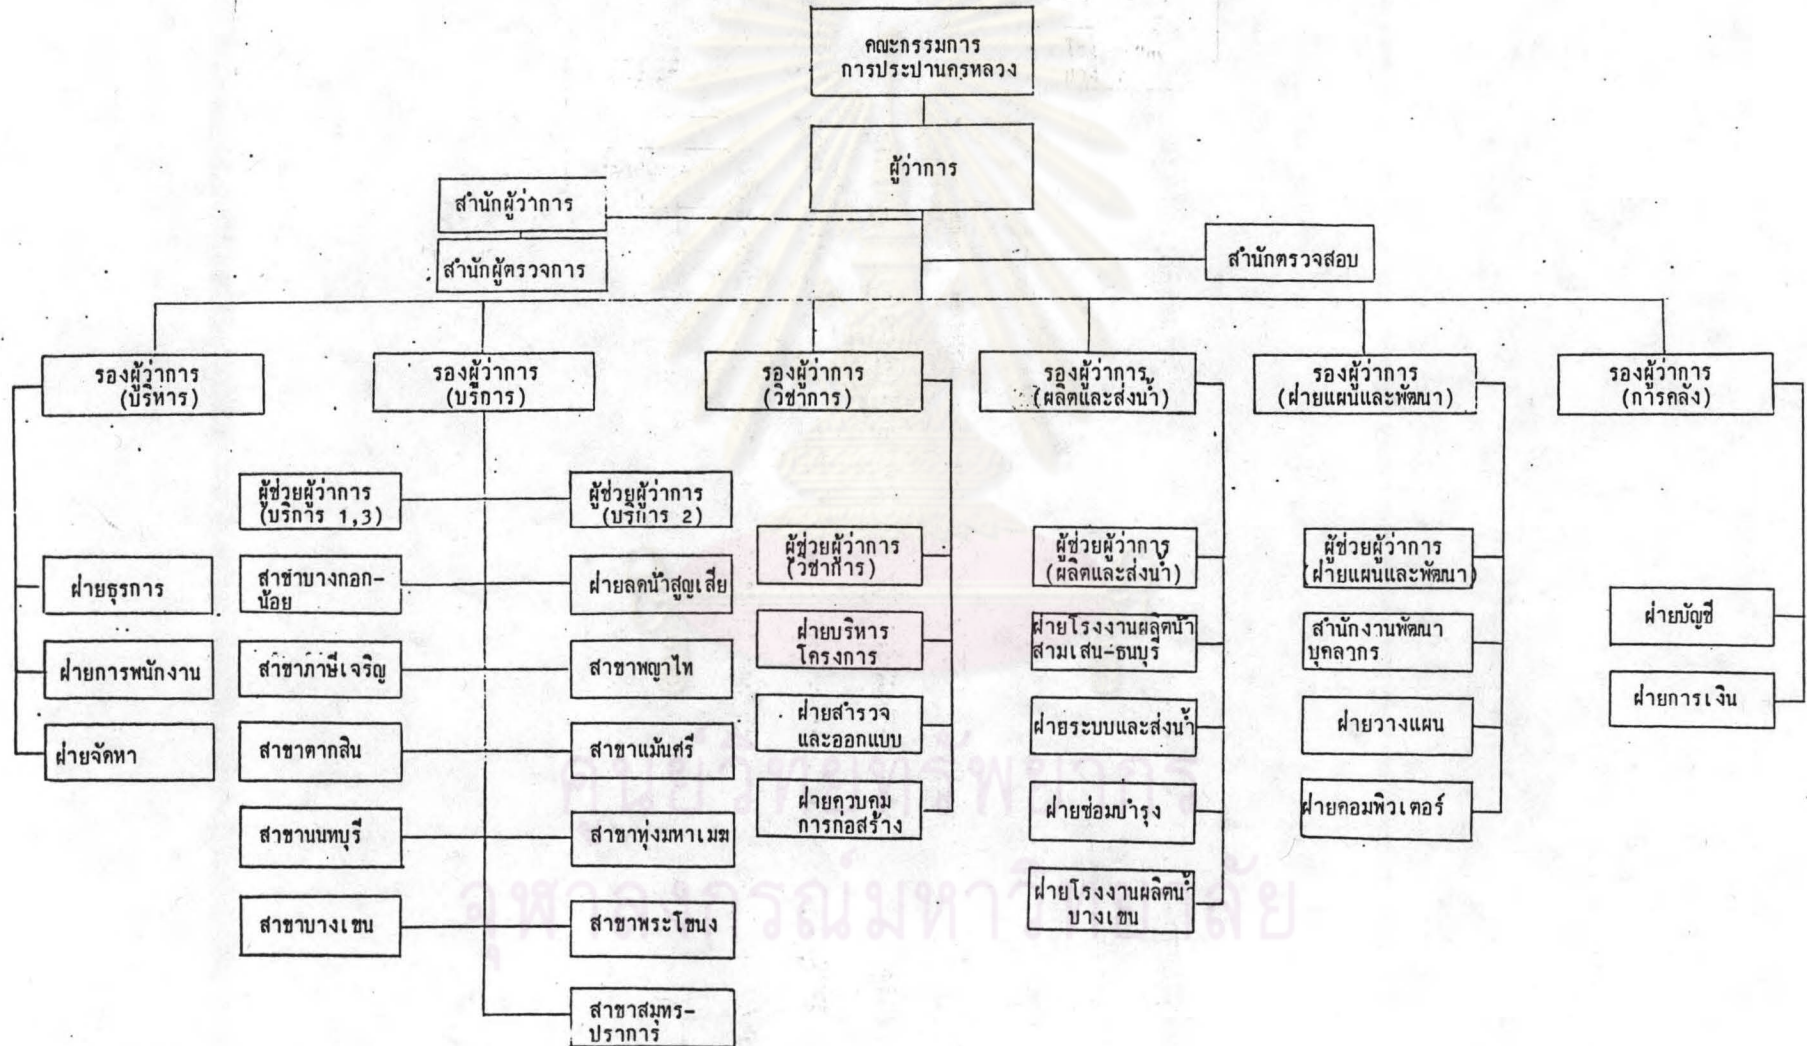 คณะกรรมการ
การประปานครหลวง
ผู้ว่าการ
สำนักผู้ว่าการ
สำนักผู้ตรวจการ
สำนักตรวจสอบ
รองผู้ว่าการ
(บริหาร)
รองผู้ว่าการ
(บริการ)
รองผู้ว่าการ
(วิชาการ)
รองผู้ว่าการ
(ผลิตและส่งน้ำ)
รองผู้ว่าการ
(ฝ่ายแผนและพัฒนา)
รองผู้ว่าการ
(การคลัง)
ฝ่ายธุรการ
ฝ่ายการพนักงาน
ฝ่ายจัดหา
ผู้ช่วยผู้ว่าการ
(บริการ 1,3)
สาขาบางกอก-
น้อย
สาขาภาษีเจริญ
สาขาตากสิน
สาขานนทบุรี
สาขาบางเขน
ผู้ช่วยผู้ว่าการ
(บริการ 2)
ฝ่ายลดน้ำสูญเสีย
สาขาพญาไท
สาขาแม้นศรี
สาขาทุ่งมหาเมฆ
สาขาพระโขนง
สาขาสมุทร-
ปราการ
ผู้ช่วยผู้ว่าการ
(วิชาการ)
ฝ่ายบริหาร
โครงการ
ฝ่ายสำรวจ
และออกแบบ
ฝ่ายควบคุม
การก่อสร้าง
ผู้ช่วยผู้ว่าการ
(ผลิตและส่งน้ำ)
ฝ่ายโรงงานผลิตน้ำ
สามเสน-ธนบุรี
ฝ่ายระบบและส่งน้ำ
ฝ่ายซ่อมบำรุง
ฝ่ายโรงงานผลิตน้ำ
บางเขน
ผู้ช่วยผู้ว่าการ
(ฝ่ายแผนและพัฒนา)
สำนักงานพัฒนา
บุคลากร
ฝ่ายวางแผน
ฝ่ายคอมพิวเตอร์
ฝ่ายบัญชี
ฝ่ายการเงิน
ศูนย์วิทยทรัพยากร
จุฬาลงกรณ์มหาวิทยาลัย